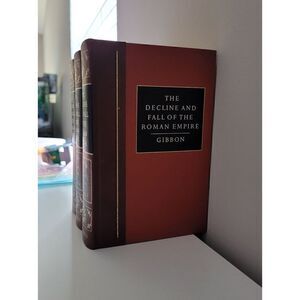 THE
DECLINE AND
FALL OF THE
ROMAN EMPIRE
GIBBON